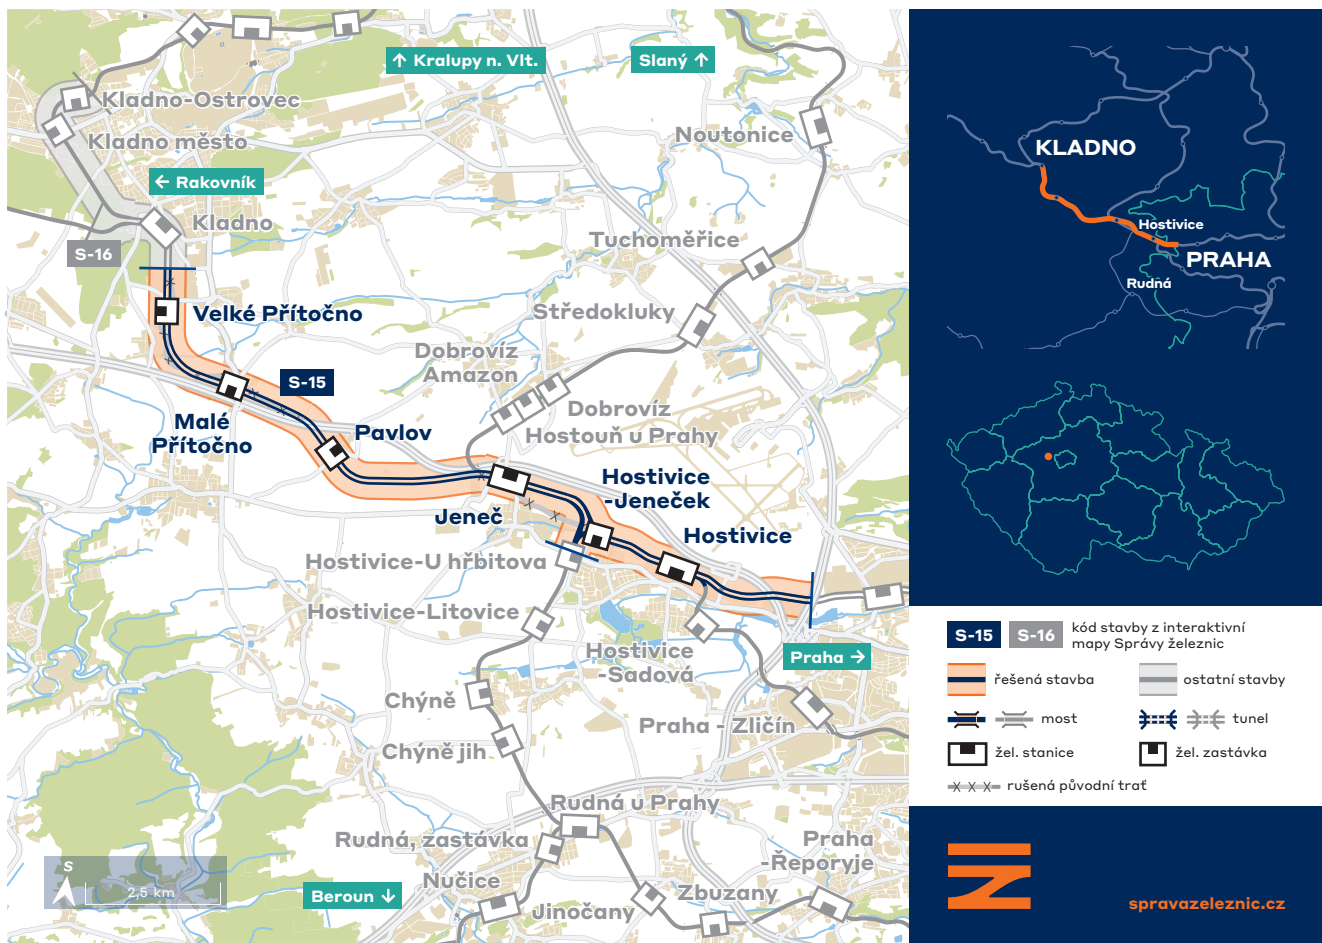 ↑ Kralupy n. Vlt.
Slaný ↑
Kladno-Ostrovec
Kladno město
Noutonice
← Rakovník
Kladno
Tuchoměřice
S-16
Velké Přítočno
Středokluky
Dobrovíz
Amazon
S-15
Dobrovíz
Malé
Přítočno
Pavlov
Hostouň u Prahy
Hostivice
-Jeneček
Jeneč
Hostivice
Hostivice-U hřbitova
Hostivice-Litovice
Hostivice
-Sadová
Praha →
Chýně
Praha - Zličín
Chýně jih
Rudná u Prahy
Rudná, zastávka
Praha
-Řeporyje
Nučice
Zbuzany
Beroun ↓
Jinočany
S
2,5 km
KLADNO
Hostivice
PRAHA
Rudná
S-15 S-16 kód stavby z interaktivní
mapy Správy železnic
řešená stavba
ostatní stavby
most
tunel
žel. stanice
žel. zastávka
rušená původní trať
spravazeleznic.cz